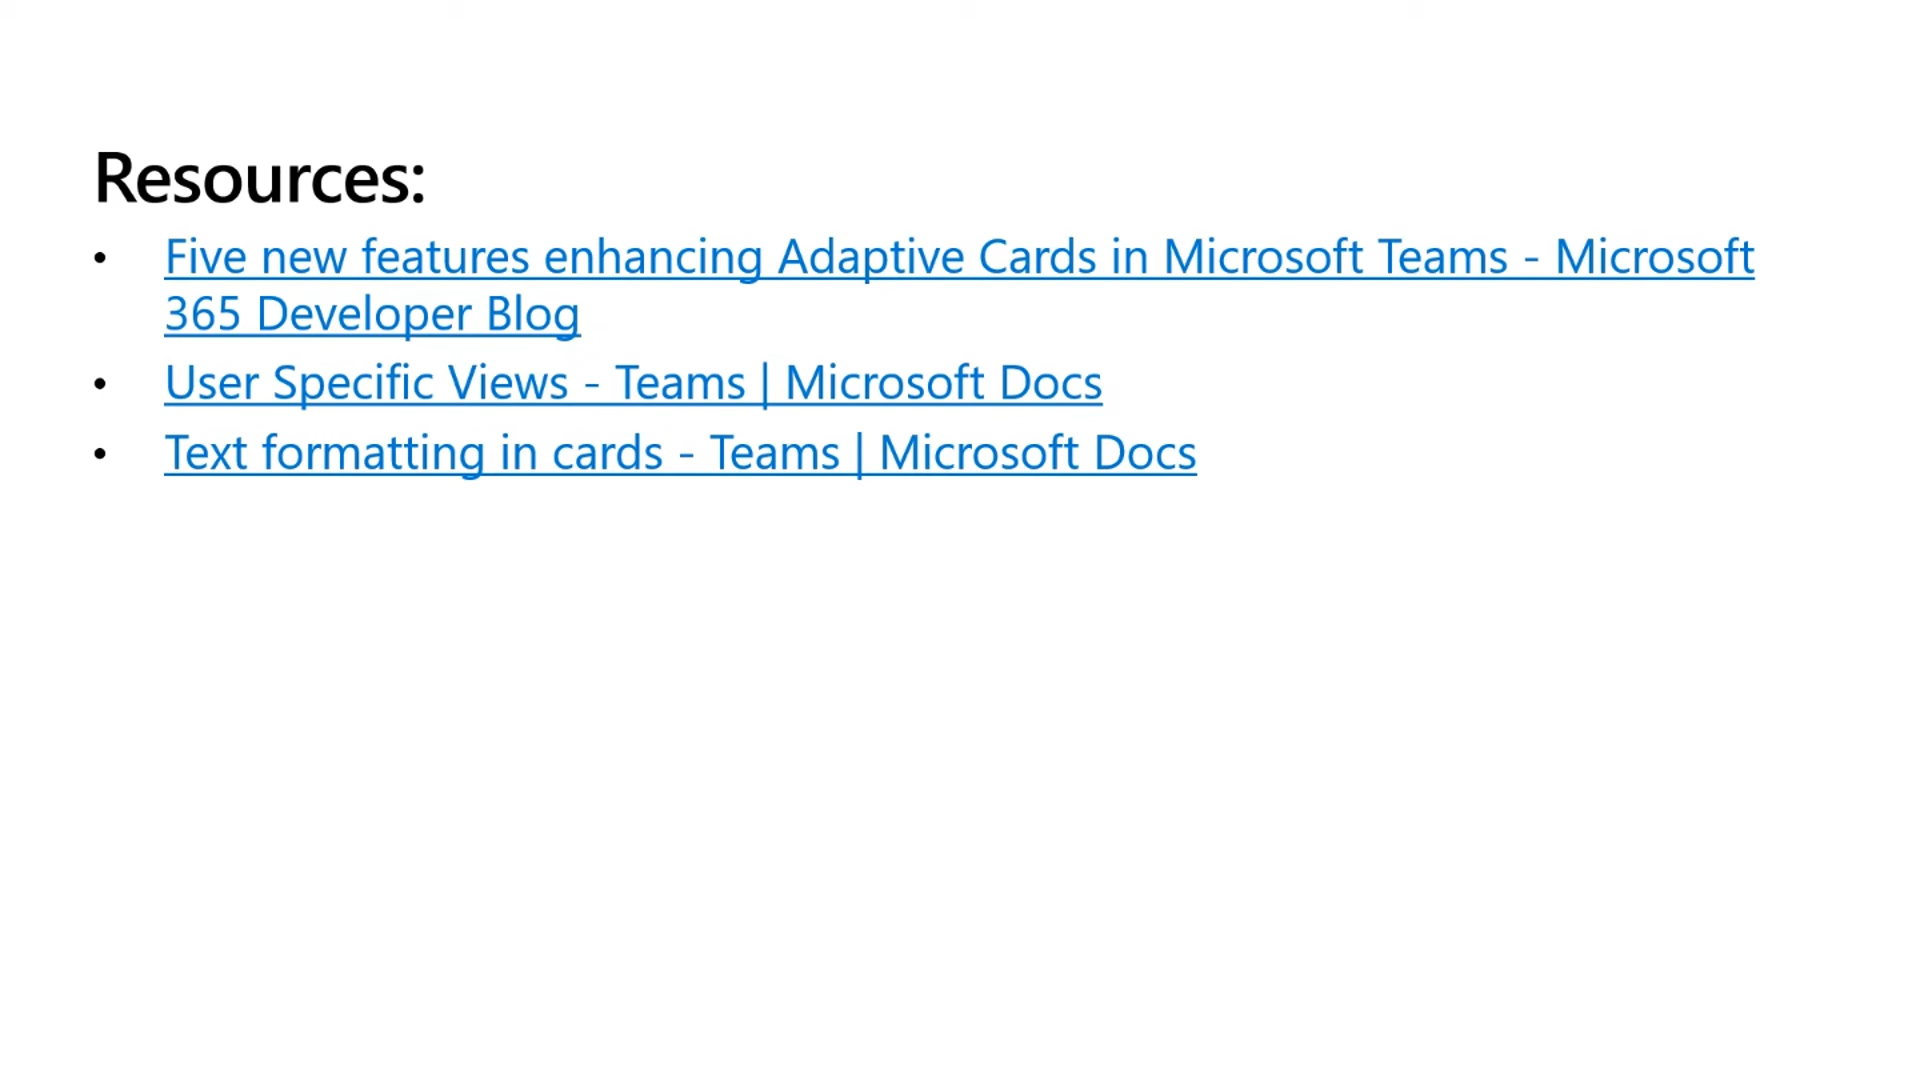 Resources:
• Five new features enhancing Adaptive Cards in Microsoft Teams - Microsoft
365 Developer Blog
• User Specific Views - Teams | Microsoft Docs
• Text formatting in cards - Teams | Microsoft Docs